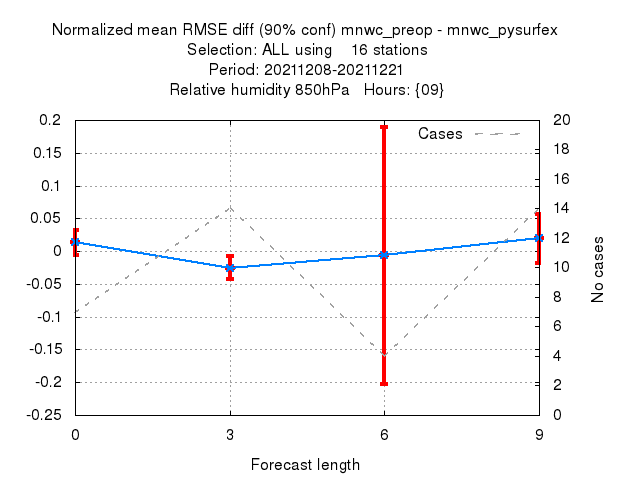 Normalized mean RMSE diff (90% conf) mnwc_preop - mnwc_pysurfex
Selection: ALL using 16 stations
Period: 20211208-20211221
Relative humidity 850hPa Hours: {09}
Cases
0.2
0.15
0.1
0.05
0
-0.05
-0.1
-0.15
-0.2
-0.25
20
18
16
14
12
10
8
6
4
2
0
No cases
0 3 6 9
Forecast length